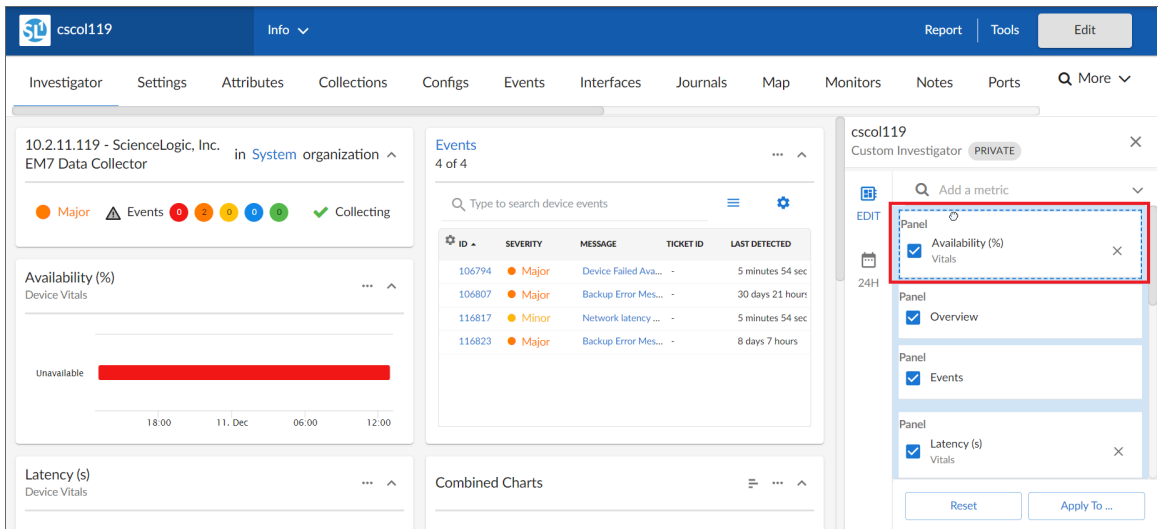 SL1 cscol119
Info
Report
Tools
Edit
Investigator
Settings
Attributes
Collections
Configs
Events
Interfaces
Journals
Map
Monitors
Notes
Ports
More
10.2.11.119 - ScienceLogic, Inc.
EM7 Data Collector
in System organization
Major
Events 0 2 0 0 0
Collecting
Availability (%)
Device Vitals
Unavailable
18:00 11. Dec 06:00 12:00
Latency (s)
Device Vitals
Events
4 of 4
Type to search device events
ID SEVERITY MESSAGE TICKET ID LAST DETECTED
106794 Major Device Failed Ava... - 5 minutes 54 sec
106807 Major Backup Error Mes... - 30 days 21 hours
116817 Minor Network latency ... - 5 minutes 54 sec
116823 Major Backup Error Mes... - 8 days 7 hours
Combined Charts
cscol119
Custom Investigator PRIVATE
EDIT
24H
Add a metric
Panel
Availability (%)
Vitals
Panel
Overview
Panel
Events
Panel
Latency (s)
Vitals
Reset
Apply To ...